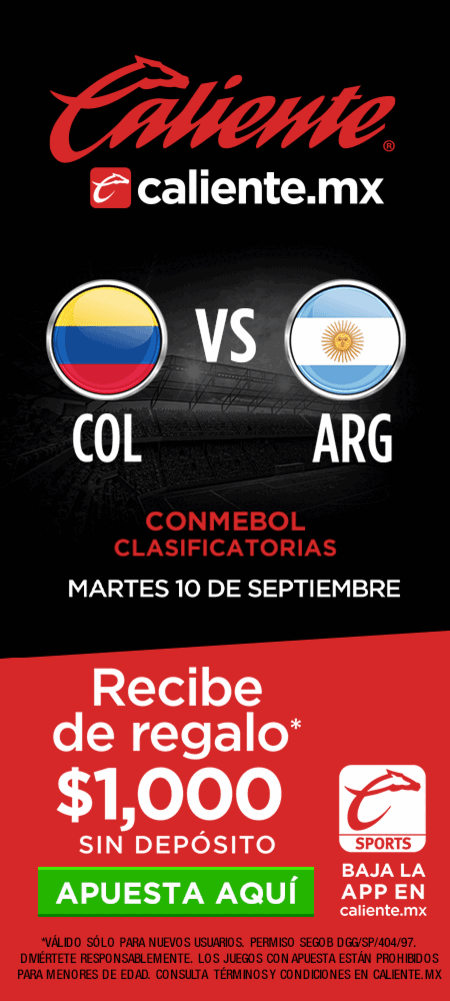 Caliente®
caliente.mx
VS
COL
ARG
CONMEBOL
CLASIFICATORIAS
MARTES 10 DE SEPTIEMBRE
Recibe
de regalo*
$1,000
SIN DEPÓSITO
APUESTA AQUÍ
SPORTS
BAJA LA
APP EN
caliente.mx
*VÁLIDO SÓLO PARA NUEVOS USUARIOS. PERMISO SEGOB DGG/SP/404/97.
DIVIÉRTETE RESPONSABLEMENTE. LOS JUEGOS CON APUESTA ESTÁN PROHIBIDOS
PARA MENORES DE EDAD. CONSULTA TÉRMINOS Y CONDICIONES EN CALIENTE.MX